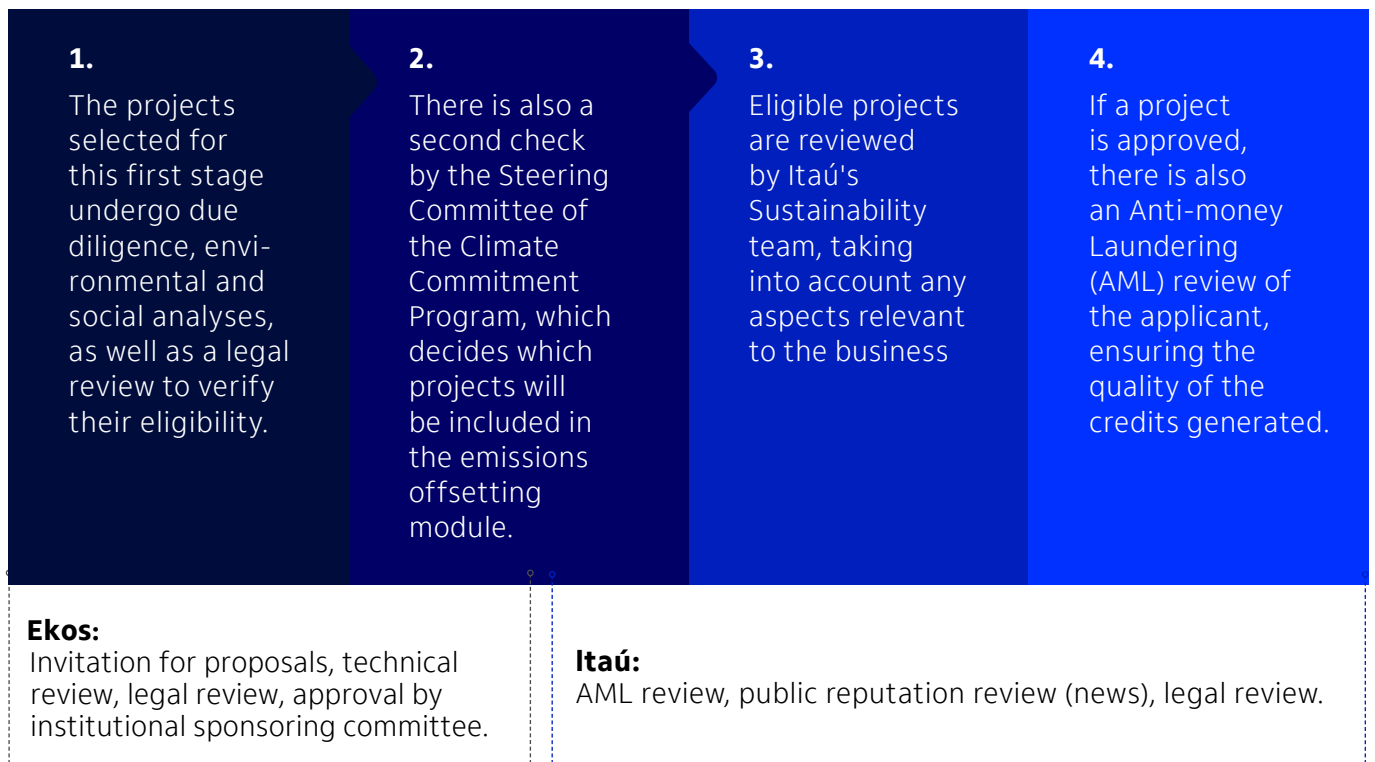 1.
The projects
selected for
this first stage
undergo due
diligence, envi-
ronmental and
social analyses,
as well as a legal
review to verify
their eligibility.
2.
There is also a
second check
by the Steering
Committee of
the Climate
Commitment
Program, which
decides which
projects will
be included in
the emissions
offsetting
module.
3.
Eligible projects
are reviewed
by Itaú's
Sustainability
team, taking
into account any
aspects relevant
to the business
4.
If a project
is approved,
there is also
an Anti-money
Laundering
(AML) review of
the applicant,
ensuring the
quality of the
credits generated.
Ekos:
Invitation for proposals, technical
review, legal review, approval by
institutional sponsoring committee.
Itaú:
AML review, public reputation review (news), legal review.